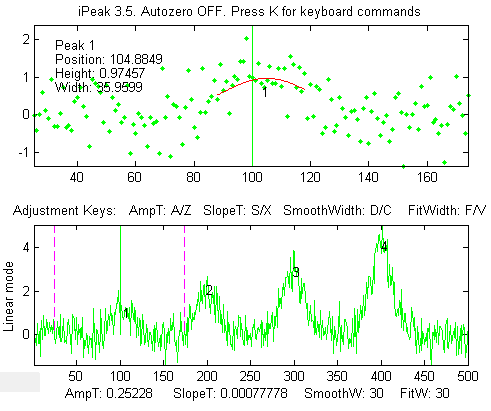 iPeak 3.5. Autozero OFF. Press K for keyboard commands
Peak 1
Position: 104.8849
Height: 0.97457
Width: 35.9599
2
1
0
-1
1
40 60 80 100 120 140 160
Adjustment Keys: AmpT: A/Z SlopeT: S/X SmoothWidth: D/C FitWidth: F/V
Linear mode
4
2
0
1
2
3
4
50 100 150 200 250 300 350 400 450 500
AmpT: 0.25228 SlopeT: 0.00077778 SmoothW: 30 FitW: 30